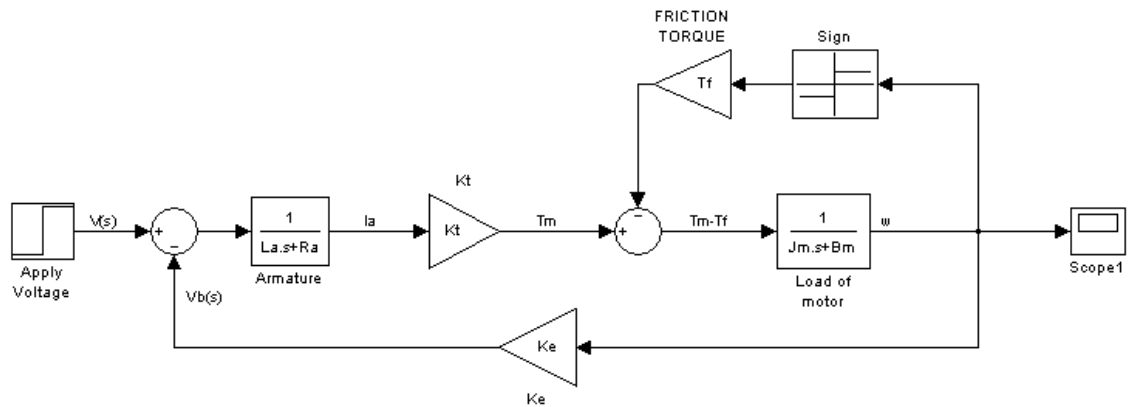 FRICTION
TORQUE
Sign
Tf
Kt
V(s)
+
−
1
La.s+Ra
Armature
Ia
Kt
Tm
+
−
Tm-Tf
1
Jm.s+Bm
Load of
motor
w
Scope1
Apply
Voltage
Vb(s)
Ke
Ke